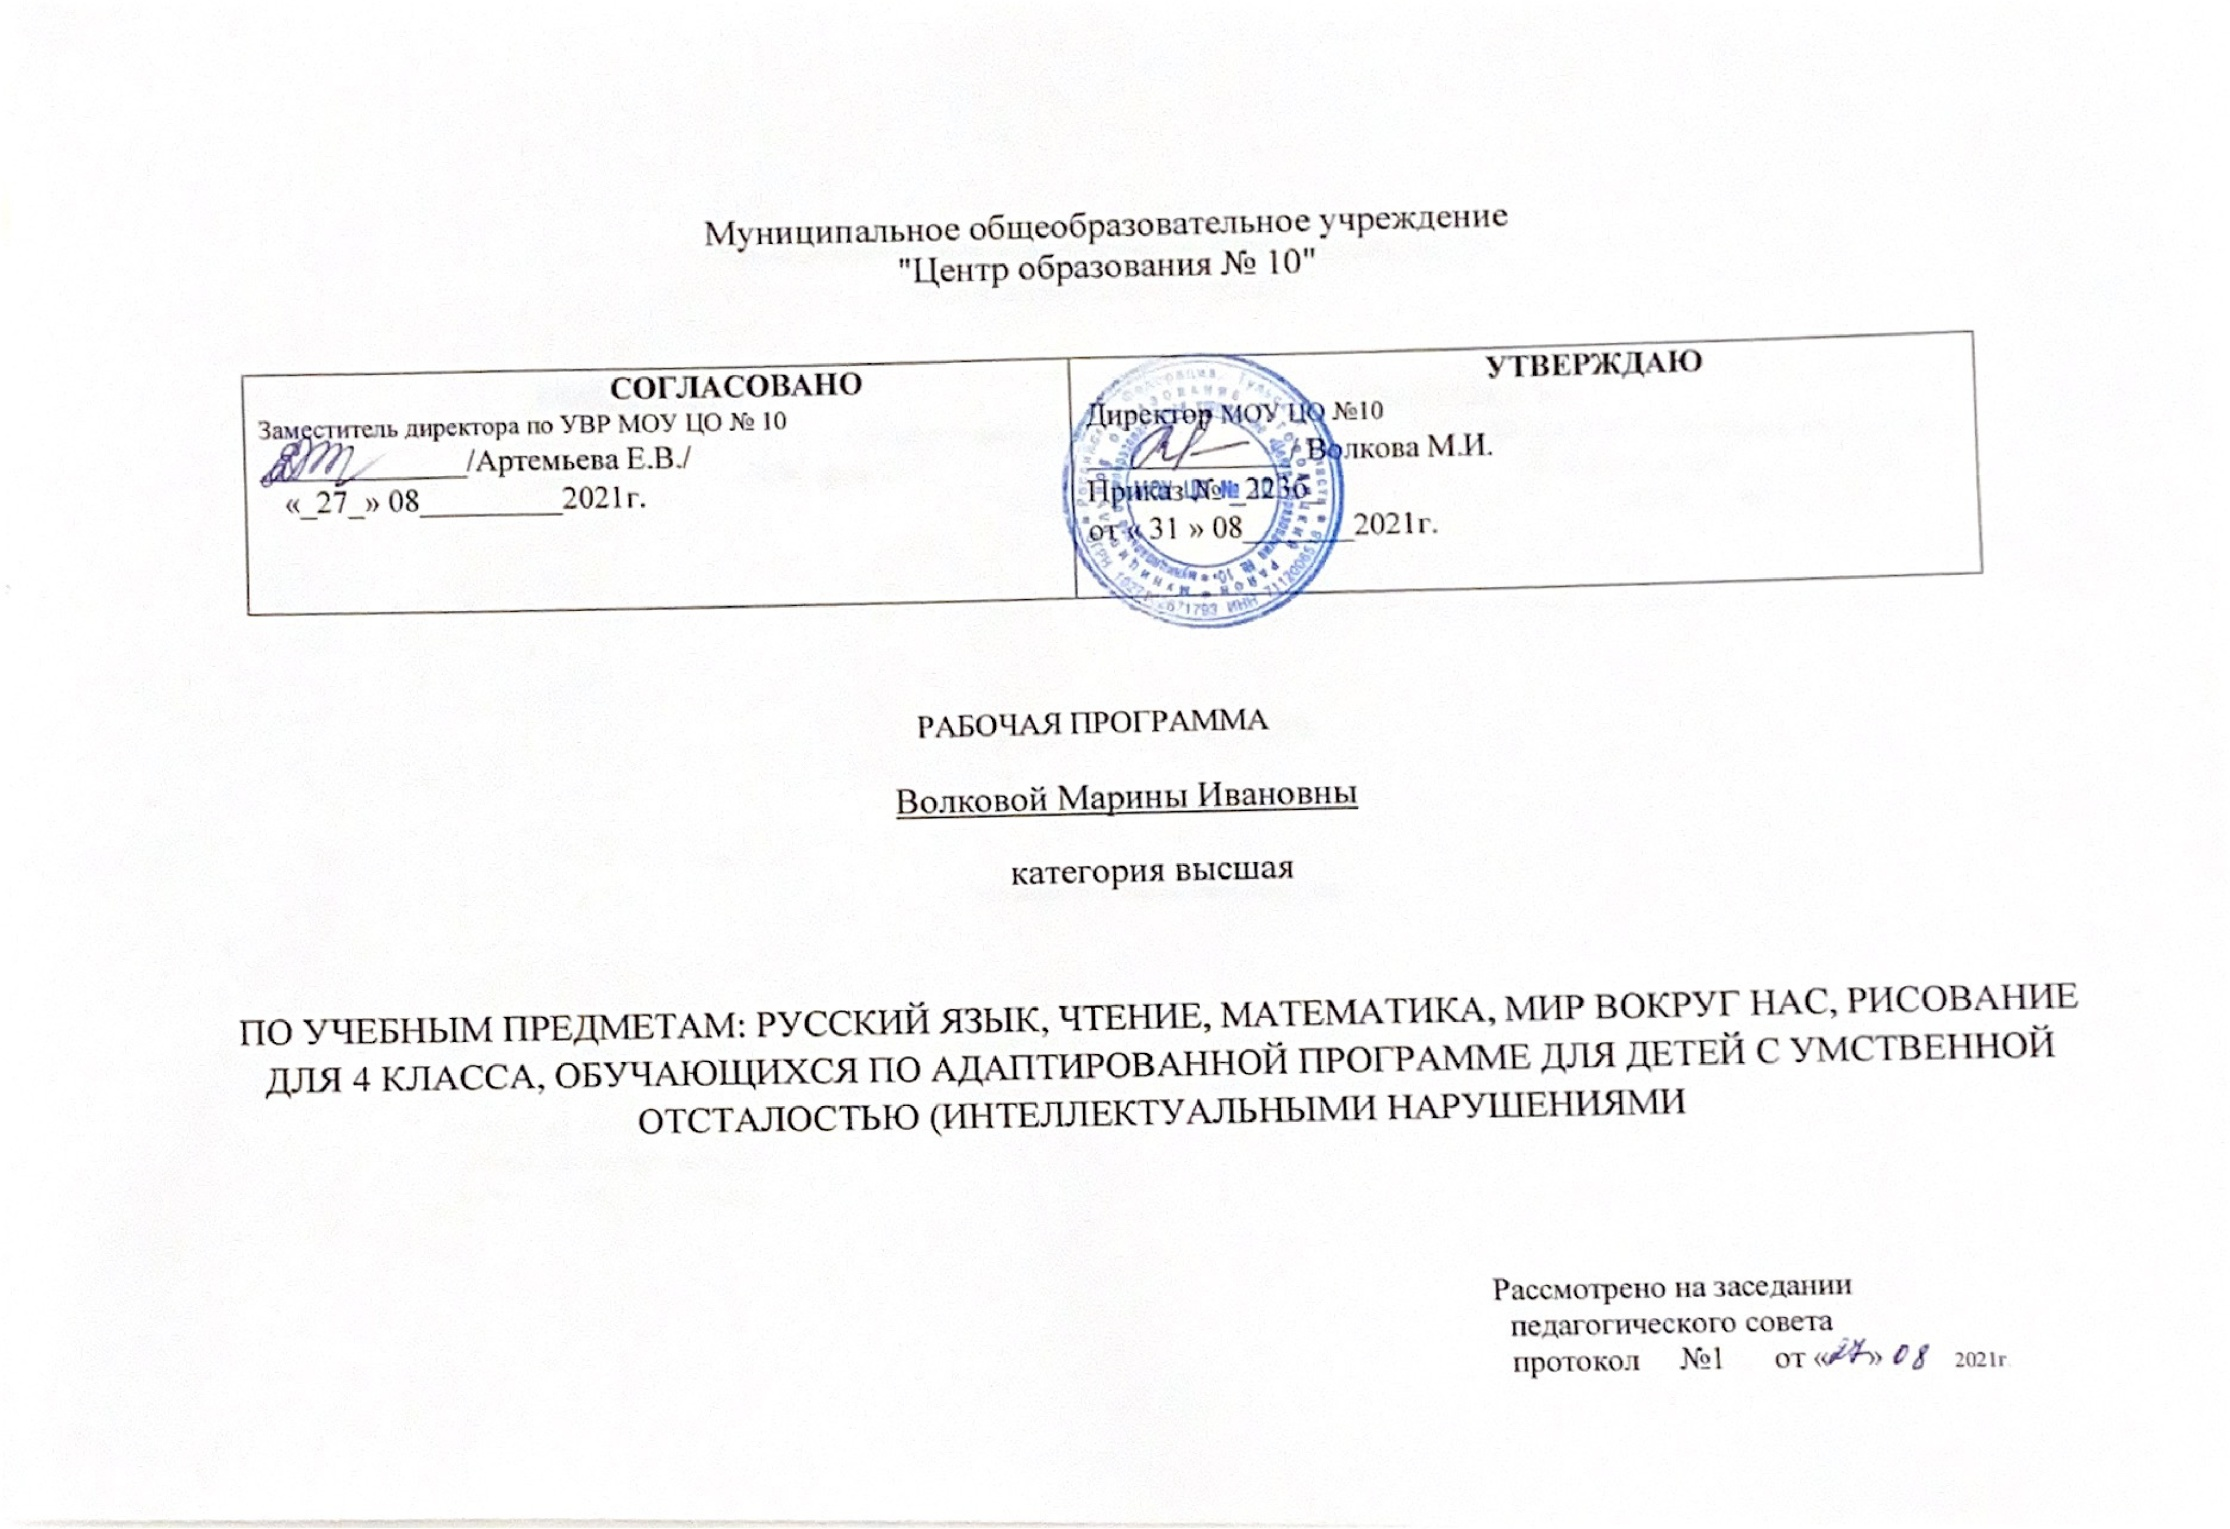 Муниципальное общеобразовательное учреждение
"Центр образования № 10"
СОГЛАСОВАНО
Заместитель директора по УВР МОУ ЦО № 10
______________/Артемьева Е.В./
«_27_» 08_________2021г.
УТВЕРЖДАЮ
Директор МОУ ЦО №10
_____________/ Волкова М.И.
Приказ № _223б_
от « 31 » 08_______2021г.
РАБОЧАЯ ПРОГРАММА
Волковой Марины Ивановны
категория высшая
ПО УЧЕБНЫМ ПРЕДМЕТАМ: РУССКИЙ ЯЗЫК, ЧТЕНИЕ, МАТЕМАТИКА, МИР ВОКРУГ НАС, РИСОВАНИЕ
ДЛЯ 4 КЛАССА, ОБУЧАЮЩИХСЯ ПО АДАПТИРОВАННОЙ ПРОГРАММЕ ДЛЯ ДЕТЕЙ С УМСТВЕННОЙ
ОТСТАЛОСТЬЮ (ИНТЕЛЛЕКТУАЛЬНЫМИ НАРУШЕНИЯМИ
Рассмотрено на заседании
педагогического совета
протокол №1 от «27» 08 2021г